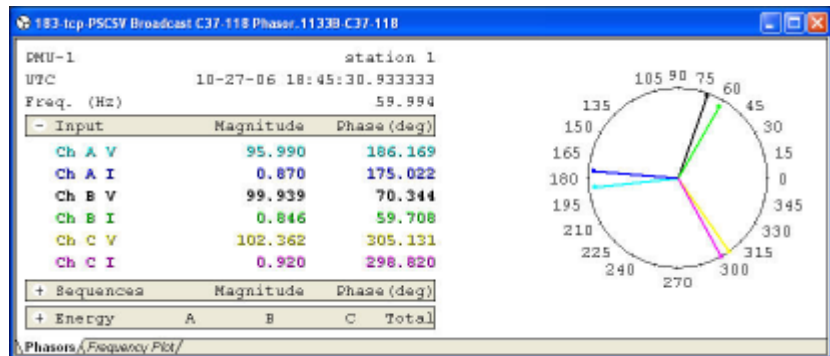 183-tcp-PSCSV Broadcast C37-118 Phasor.1133B-C37-118
PMU-1 station 1
UTC 10-27-06 18:45:30.933333
Freq. (Hz) 59.994
- Input Magnitude Phase(deg)
Ch A V 95.990 186.169
Ch A I 0.870 175.022
Ch B V 99.939 70.344
Ch B I 0.846 59.708
Ch C V 102.362 305.131
Ch C I 0.920 298.820
+ Sequences Magnitude Phase(deg)
+ Energy A B C Total
105 90 75
60
135 45
150 30
165 15
180 0
195 345
210 330
225 315
240 300
270
Phasors Frequency Plot